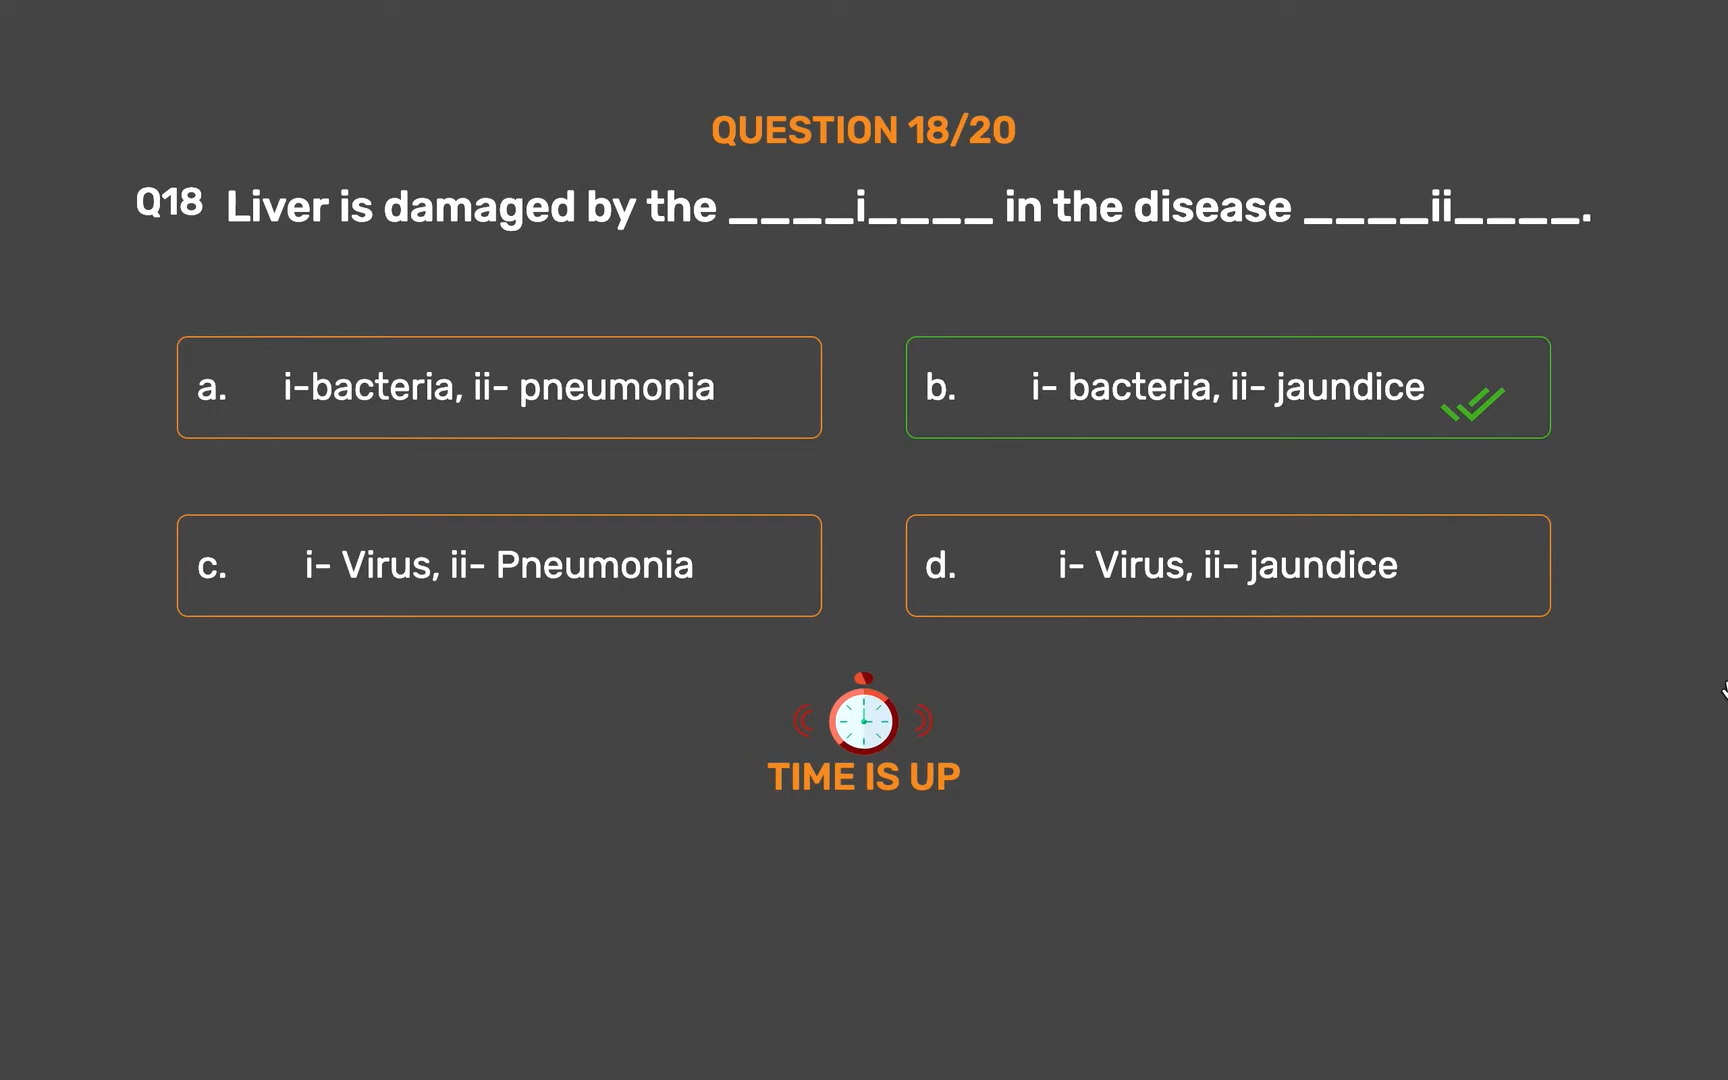 QUESTION 18/20
Q18 Liver is damaged by the ____i____ in the disease ____ii____.
a. i-bacteria, ii- pneumonia
b. i- bacteria, ii- jaundice
c. i- Virus, ii- Pneumonia
d. i- Virus, ii- jaundice
TIME IS UP